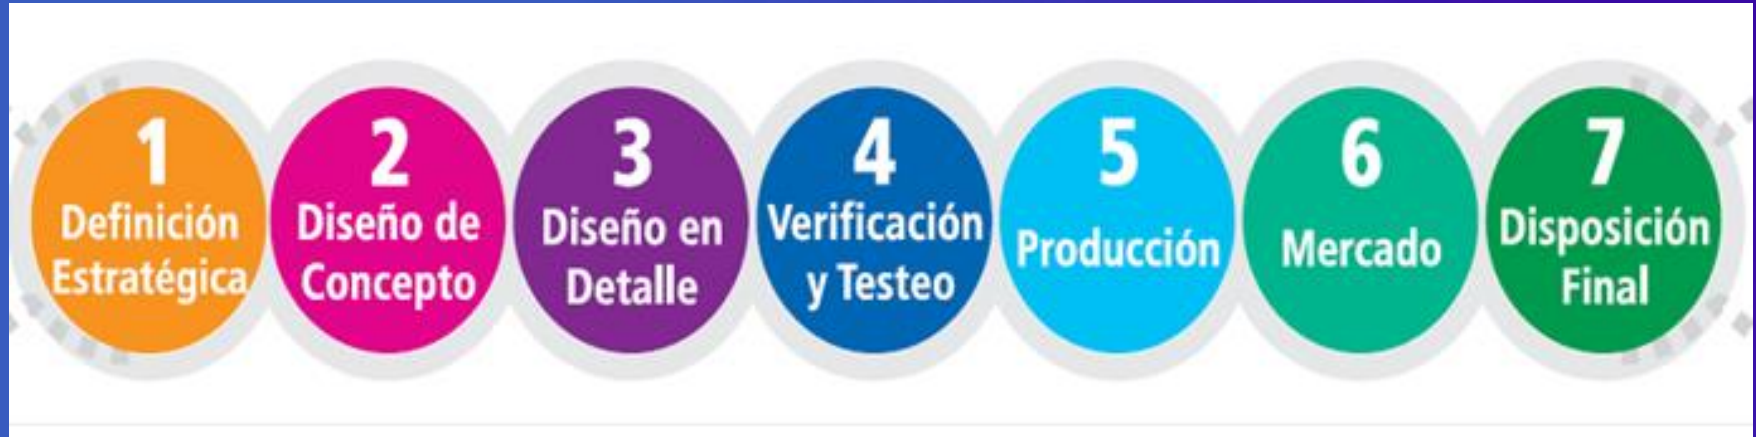 1
Definición
Estratégica
2
Diseño de
Concepto
3
Diseño en
Detalle
4
Verificación
y Testeo
5
Producción
6
Mercado
7
Disposición
Final